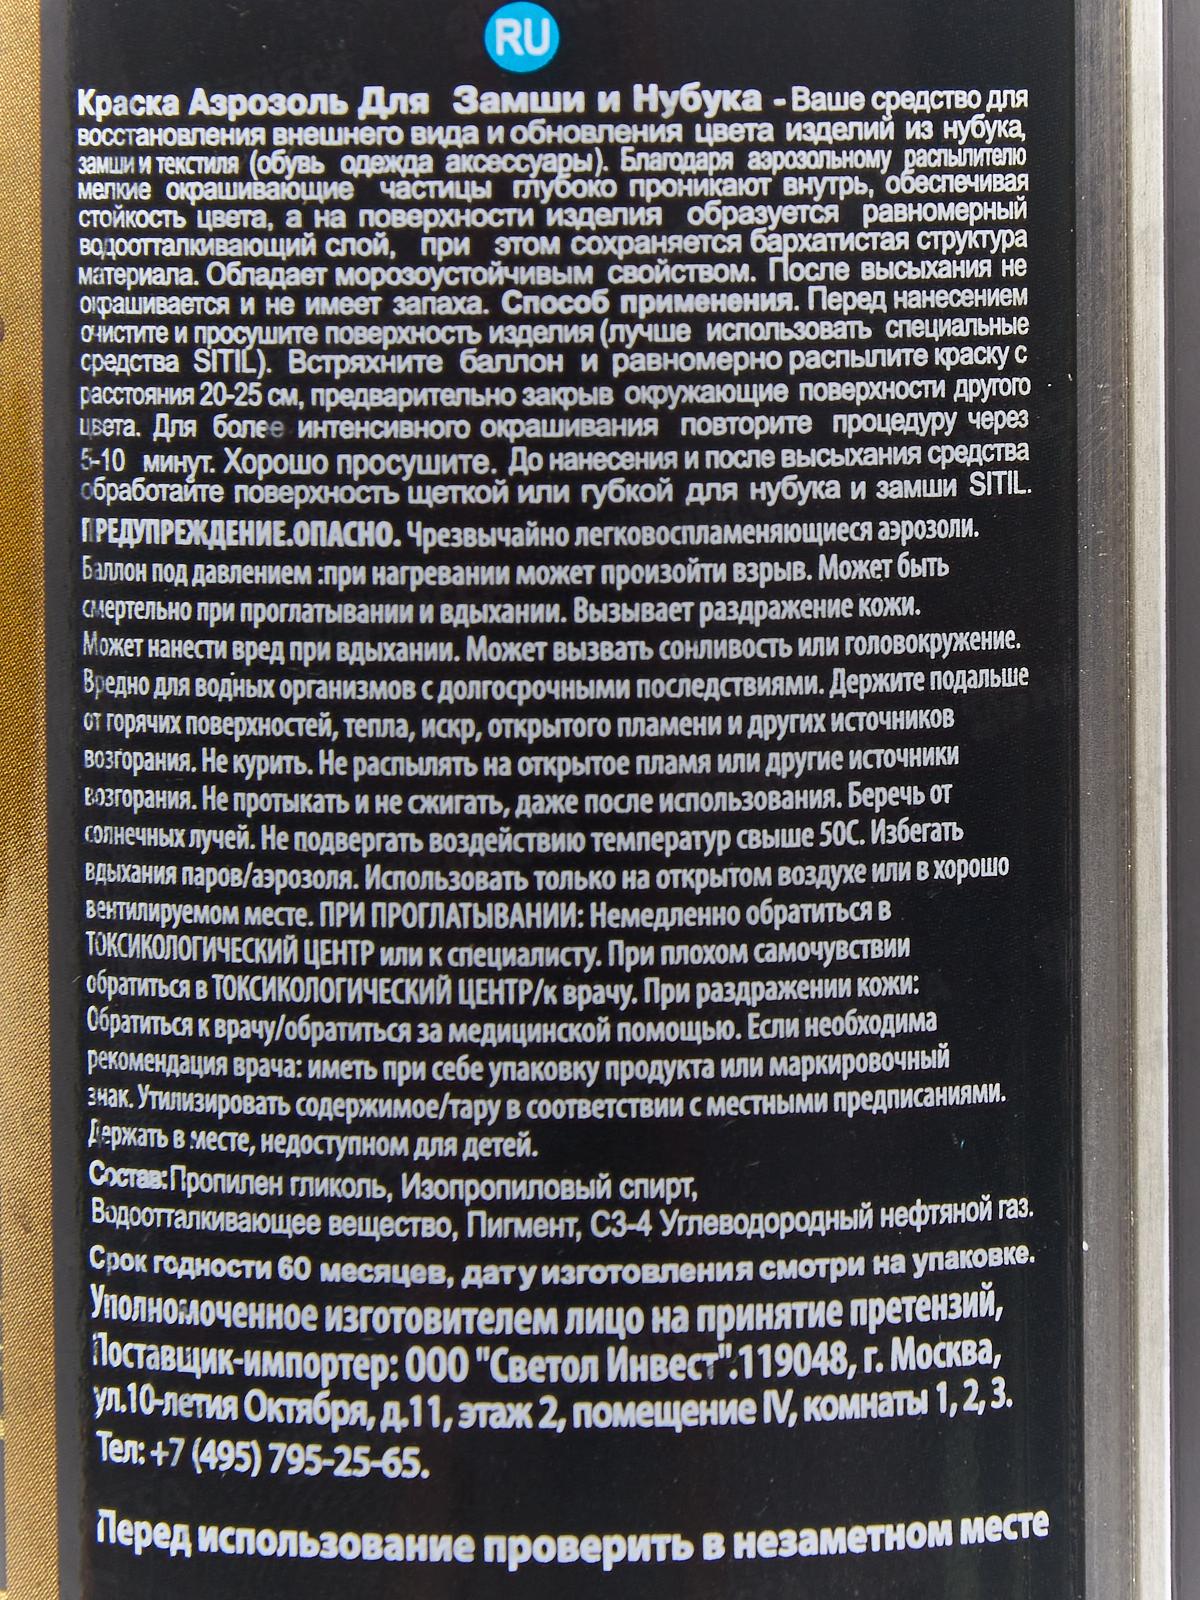 RU
Краска Аэрозоль Для Замши и Нубука - Ваше средство для
восстановления внешнего вида и обновления цвета изделий из нубука,
замши и текстиля (обувь одежда аксессуары). Благодаря аэрозольному распылителю
мелкие окрашивающие частицы глубоко проникают внутрь, обеспечивая
стойкость цвета, а на поверхности изделия образуется равномерный
водоотталкивающий слой, при этом сохраняется бархатистая структура
материала. Обладает морозоустойчивым свойством. После высыхания не
окрашивается и не имеет запаха. Способ применения. Перед нанесением
очистите и просушите поверхность изделия (лучше использовать специальные
средства SITIL). Встряхните баллон и равномерно распылите краску с
расстояния 20-25 см, предварительно закрыв окружающие поверхности другого
цвета. Для более интенсивного окрашивания повторите процедуру через
5-10 минут. Хорошо просушите. До нанесения и после высыхания средства
обработайте поверхность щеткой или губкой для нубука и замши SITIL.
ПРЕДУПРЕЖДЕНИЕ.ОПАСНО. Чрезвычайно легковоспламеняющиеся аэрозоли.
Баллон под давлением :при нагревании может произойти взрыв. Может быть
смертельно при проглатывании и вдыхании. Вызывает раздражение кожи.
Может нанести вред при вдыхании. Может вызвать сонливость или головокружение.
Вредно для водных организмов с долгосрочными последствиями. Держите подальше
от горячих поверхностей, тепла, искр, открытого пламени и других источников
возгорания. Не курить. Не распылять на открытое пламя или другие источники
возгорания. Не протыкать и не сжигать, даже после использования. Беречь от
солнечных лучей. Не подвергать воздействию температур свыше 50С. Избегать
вдыхания паров/аэрозоля. Использовать только на открытом воздухе или в хорошо
вентилируемом месте. ПРИ ПРОГЛАТЫВАНИИ: Немедленно обратиться в
ТОКСИКОЛОГИЧЕСКИЙ ЦЕНТР или к специалисту. При плохом самочувствии
обратиться в ТОКСИКОЛОГИЧЕСКИЙ ЦЕНТР/к врачу. При раздражении кожи:
Обратиться к врачу/обратиться за медицинской помощью. Если необходима
рекомендация врача: иметь при себе упаковку продукта или маркировочный
знак. Утилизировать содержимое/тару в соответствии с местными предписаниями.
Держать в месте, недоступном для детей.
Состав:Пропилен гликоль, Изопропиловый спирт,
Водоотталкивающее вещество, Пигмент, С3-4 Углеводородный нефтяной газ.
Срок годности 60 месяцев, дату изготовления смотри на упаковке.
Уполномоченное изготовителем лицо на принятие претензий,
Поставщик-импортер: ООО "Светол Инвест".119048, г. Москва,
ул.10-летия Октября, д.11, этаж 2, помещение IV, комнаты 1, 2, 3.
Тел: +7 (495) 795-25-65.
Перед использование проверить в незаметном месте